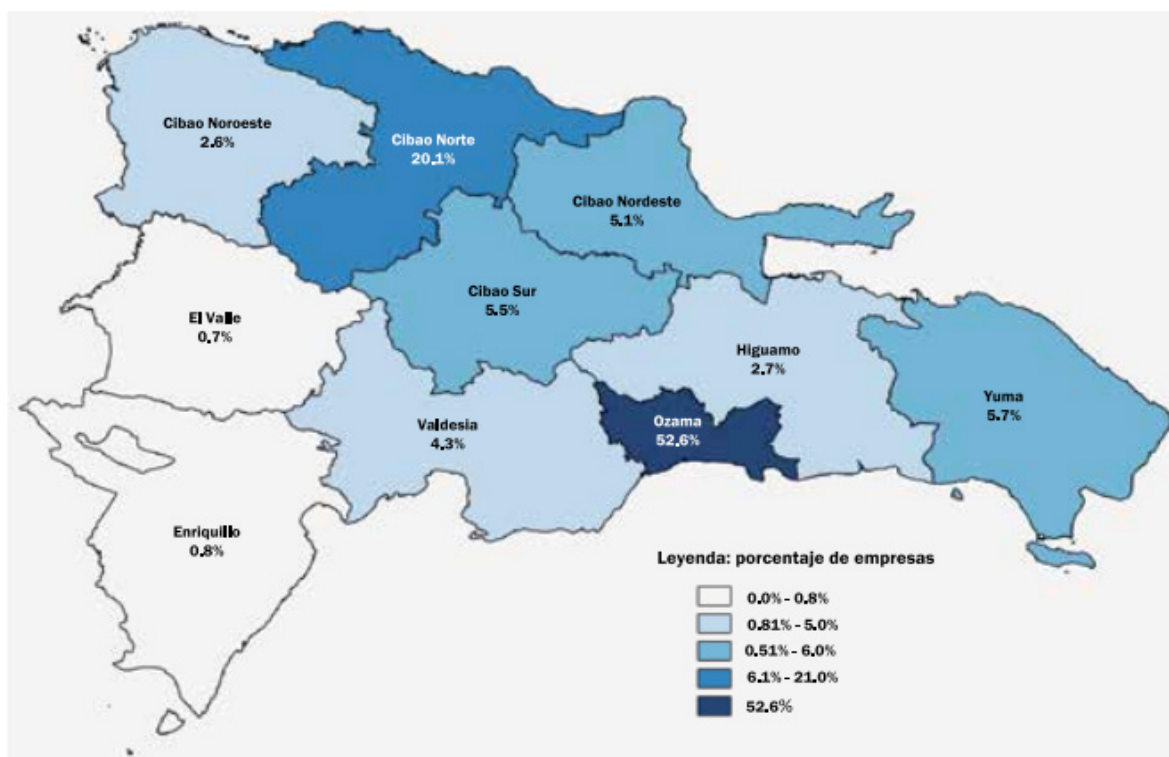 Cibao Noroeste
2.6%
Cibao Norte
20.1%
Cibao Nordeste
5.1%
Cibao Sur
5.5%
El Valle
0.7%
Higuamo
2.7%
Yuma
5.7%
Valdesia
4.3%
Ozama
52.6%
Enriquillo
0.8%
Leyenda: porcentaje de empresas
0.0% - 0.8%
0.81% - 5.0%
0.51% - 6.0%
6.1% - 21.0%
52.6%